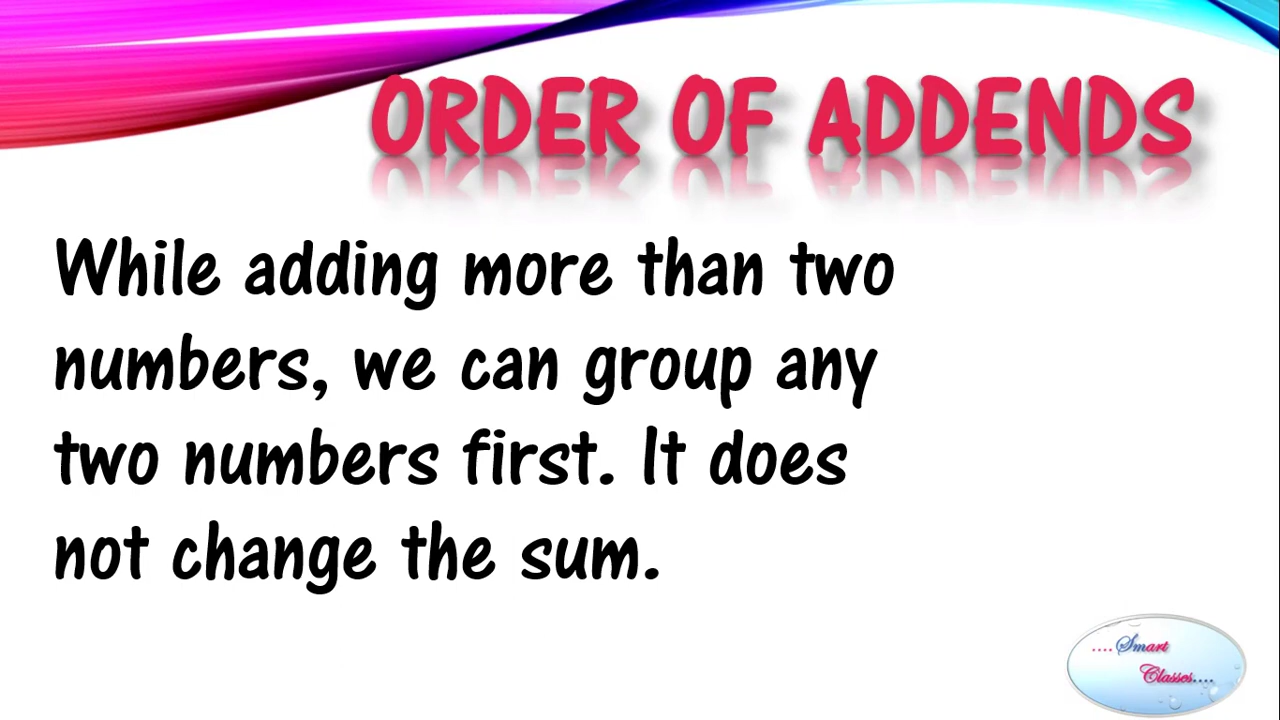 ORDER OF ADDENDS
While adding more than two
numbers, we can group any
two numbers first. It does
not change the sum.
....Smart
Classes....